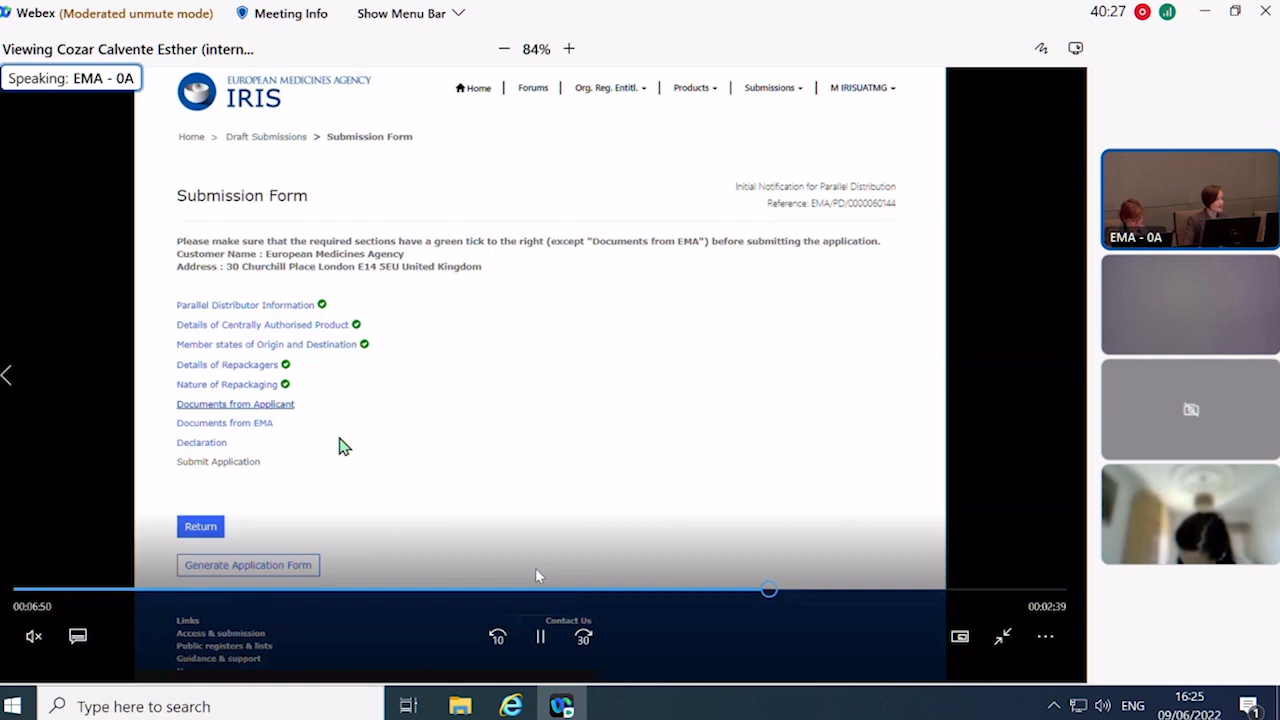 Webex (Moderated unmute mode) Meeting Info Show Menu Bar 40:27
Viewing Cozar Calvente Esther (intern... 84%
Speaking: EMA - 0A
EUROPEAN MEDICINES AGENCY
IRIS
Home Forums Org. Reg. Entitl. Products Submissions M IRISUATMG
Home > Draft Submissions > Submission Form
Submission Form
Initial Notification for Parallel Distribution
Reference: EMA/PD/0000060144
Please make sure that the required sections have a green tick to the right (except "Documents from EMA") before submitting the application.
Customer Name : European Medicines Agency
Address : 30 Churchill Place London E14 5EU United Kingdom
Parallel Distributor Information
Details of Centrally Authorised Product
Member states of Origin and Destination
Details of Repackagers
Nature of Repackaging
Documents from Applicant
Documents from EMA
Declaration
Submit Application
Return
Generate Application Form
EMA - 0A
00:06:50 00:02:39
Links Contact Us
Access & submission
Public registers & lists
Guidance & support
10 30
Type here to search
ENG
16:25
09/06/2022
1